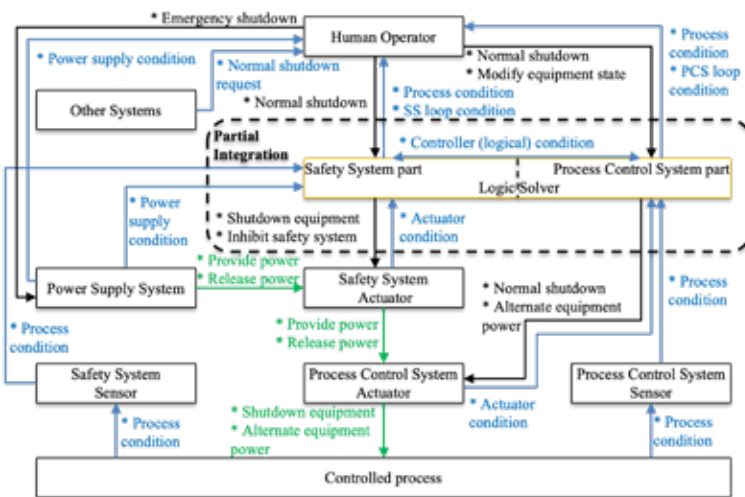 * Emergency shutdown
Human Operator
* Power supply condition
* Normal shutdown
request
* Normal shutdown
* Modify equipment state
* Process
condition
* PCS loop
condition
Other Systems
* Normal shutdown
* Process condition
* SS loop condition
Partial
Integration
* Controller (logical) condition
Safety System part
Process Control System part
Logic Solver
* Power
supply
condition
* Shutdown equipment
* Inhibit safety system
* Actuator
condition
* Provide power
* Release power
Power Supply System
Safety System
Actuator
* Normal shutdown
* Alternate equipment
power
* Process
condition
* Process
condition
* Provide power
* Release power
Safety System
Sensor
Process Control System
Actuator
Process Control System
Sensor
* Process
condition
* Shutdown equipment
* Alternate equipment
power
* Actuator
condition
* Process
condition
Controlled process